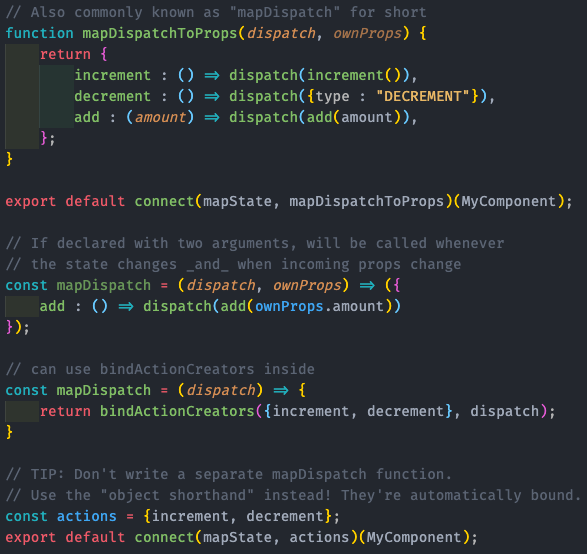 // Also commonly known as "mapDispatch" for short
function mapDispatchToProps(dispatch, ownProps) {
    return {
        increment : () => dispatch(increment()),
        decrement : () => dispatch({type : "DECREMENT"}),
        add : (amount) => dispatch(add(amount)),
    };
}

export default connect(mapState, mapDispatchToProps)(MyComponent);

// If declared with two arguments, will be called whenever
// the state changes _and_ when incoming props change
const mapDispatch = (dispatch, ownProps) => ({
    add : () => dispatch(add(ownProps.amount))
});

// can use bindActionCreators inside
const mapDispatch = (dispatch) => {
    return bindActionCreators({increment, decrement}, dispatch);
}

// TIP: Don't write a separate mapDispatch function.
// Use the "object shorthand" instead! They're automatically bound.
const actions = {increment, decrement};
export default connect(mapState, actions)(MyComponent);